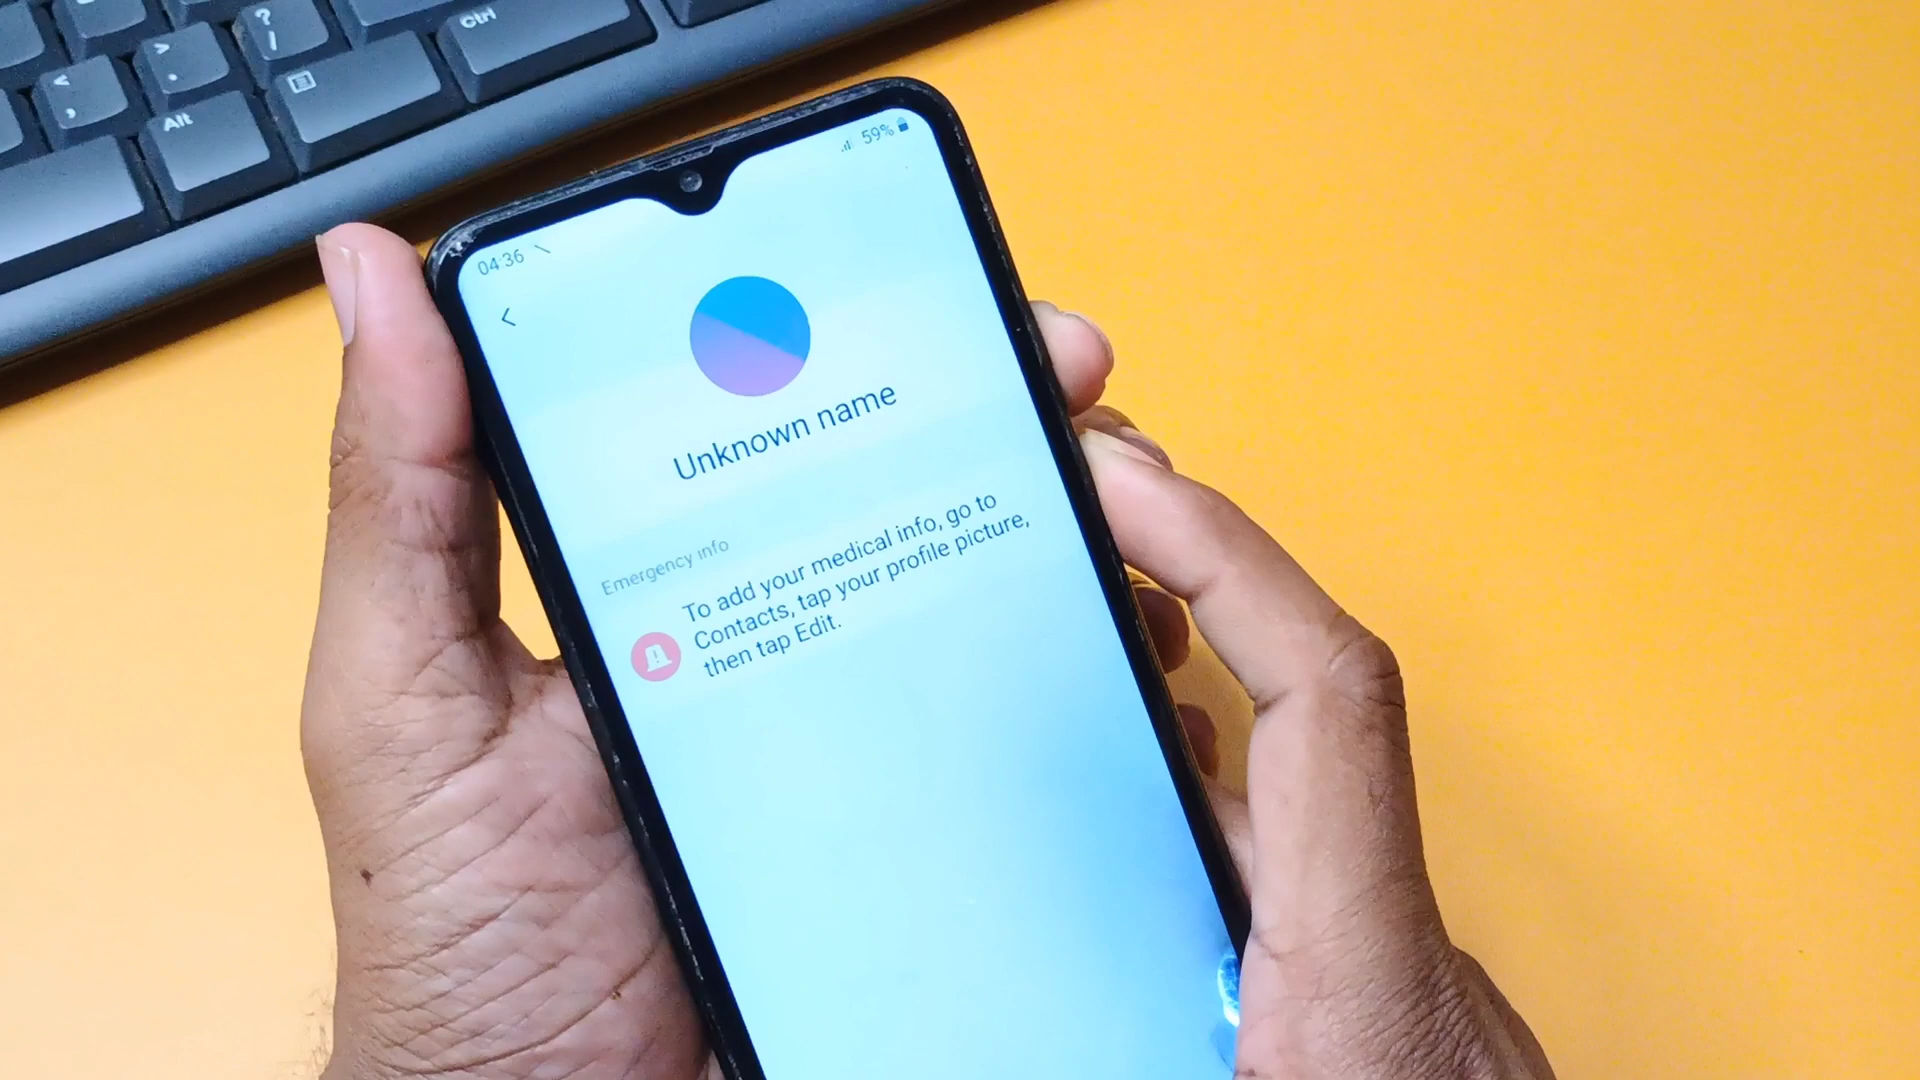 ?
/
Ctrl
>
.
<
,
Alt
59%
04:36
Unknown name
Emergency info
To add your medical info, go to
Contacts, tap your profile picture,
then tap Edit.